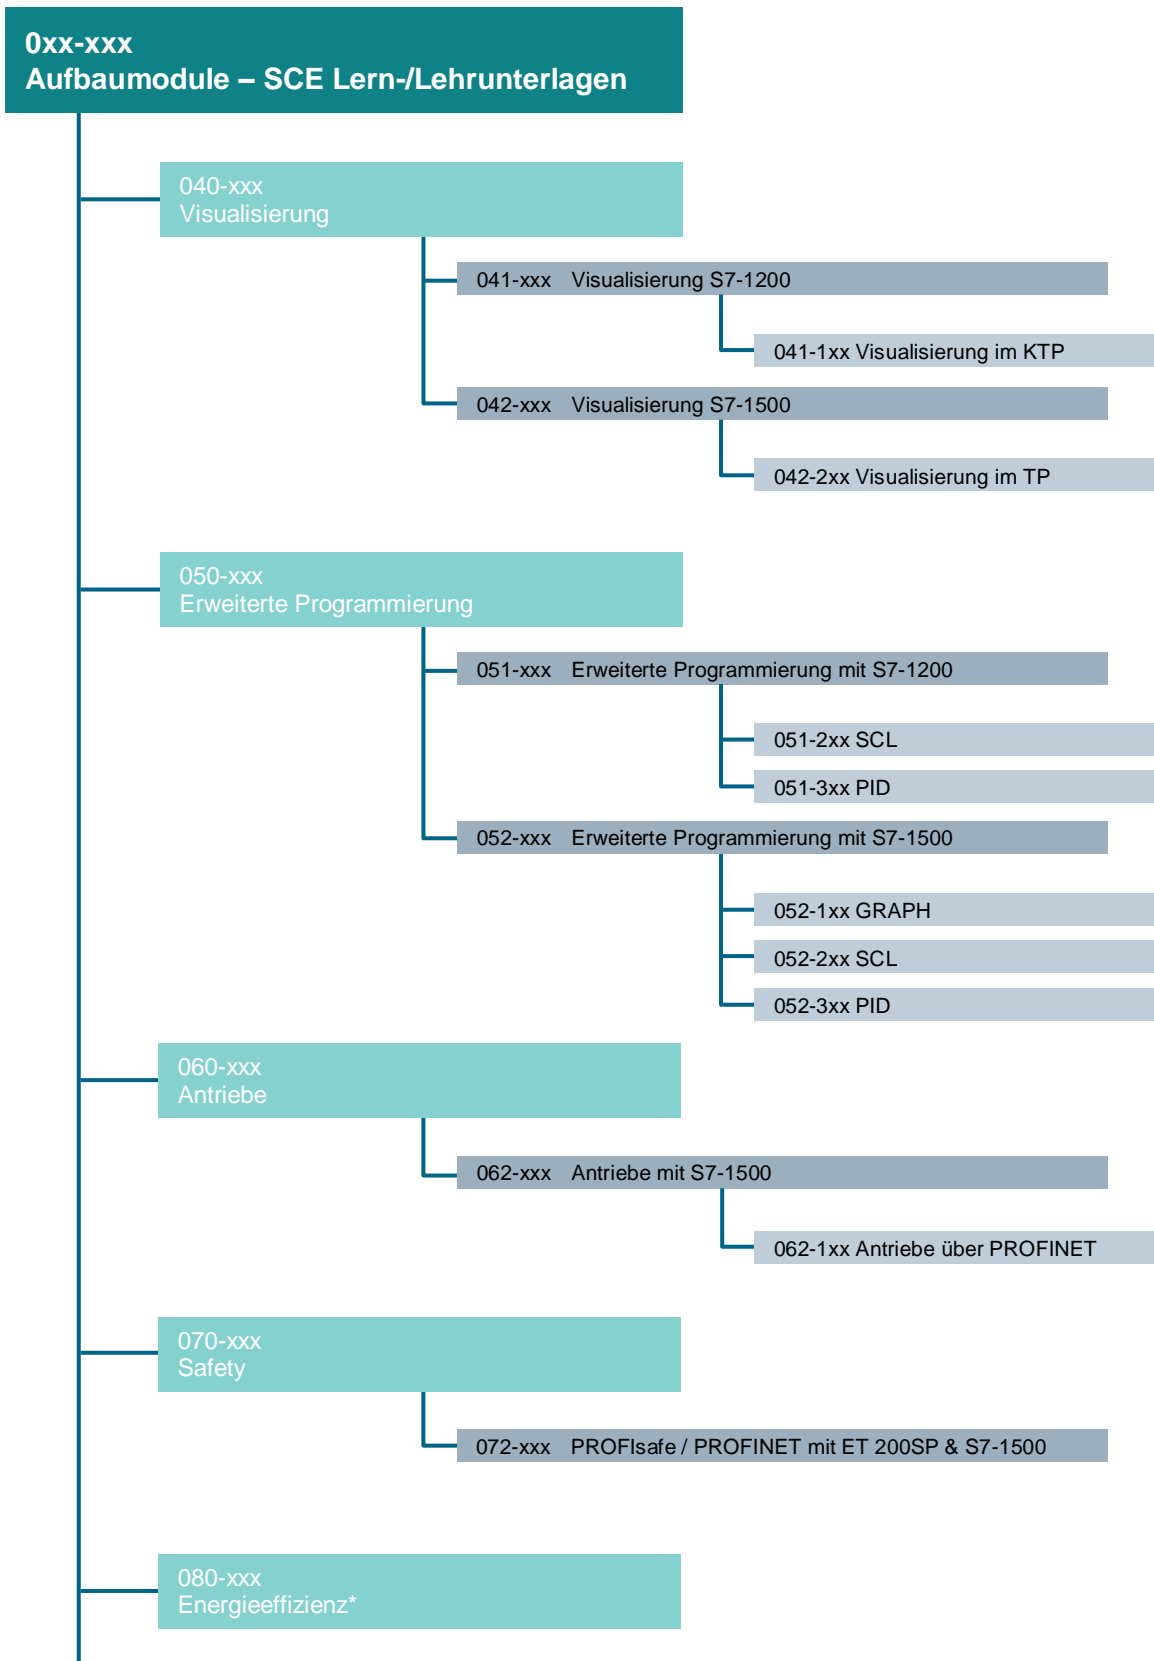 0xx-xxx
Aufbaumodule – SCE Lern-/Lehrunterlagen
040-xxx
Visualisierung
041-xxx Visualisierung S7-1200
041-1xx Visualisierung im KTP
042-xxx Visualisierung S7-1500
042-2xx Visualisierung im TP
050-xxx
Erweiterte Programmierung
051-xxx Erweiterte Programmierung mit S7-1200
051-2xx SCL
051-3xx PID
052-xxx Erweiterte Programmierung mit S7-1500
052-1xx GRAPH
052-2xx SCL
052-3xx PID
060-xxx
Antriebe
062-xxx Antriebe mit S7-1500
062-1xx Antriebe über PROFINET
070-xxx
Safety
072-xxx PROFIsafe / PROFINET mit ET 200SP & S7-1500
080-xxx
Energieeffizienz*